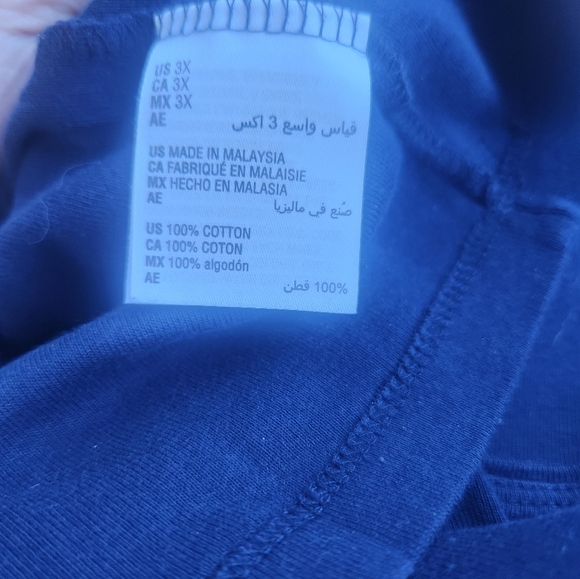 US 3X
CA 3X
MX 3X
AE قياس واسع 3 اكس
US MADE IN MALAYSIA
CA FABRIQUÉ EN MALAISIE
MX HECHO EN MALASIA
AE صُنع في ماليزيا
US 100% COTTON
CA 100% COTON
MX 100% algodón
AE 100% قطن